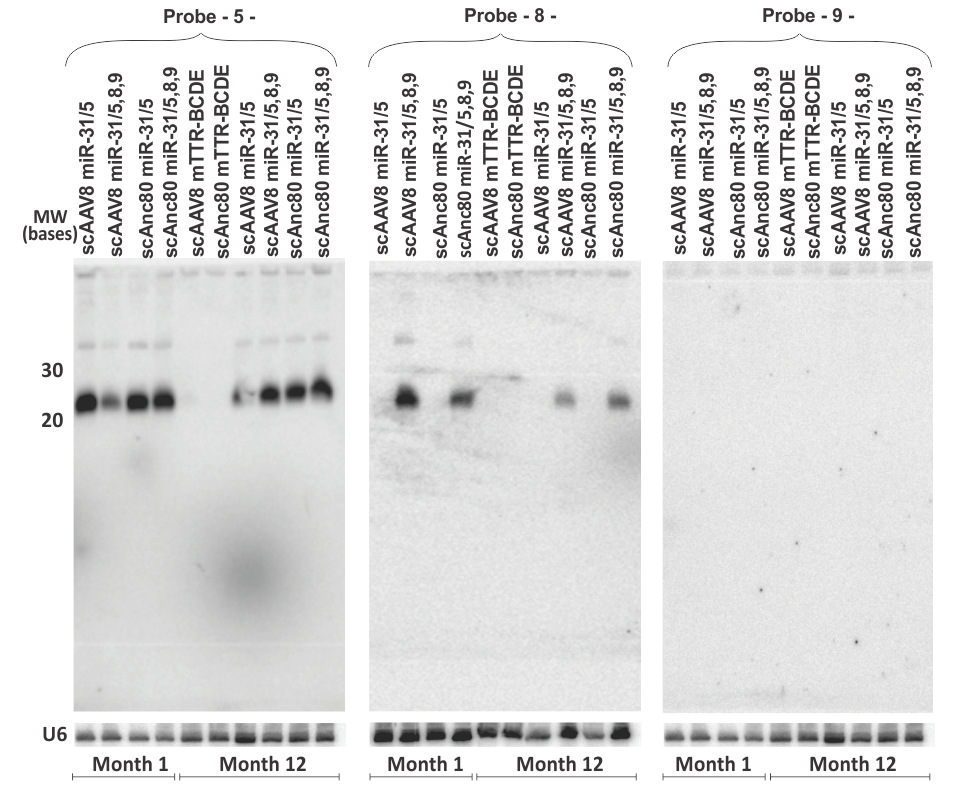 Probe - 5 -
Probe - 8 -
Probe - 9 -
scAAV8 miR-31/5
scAAV8 miR-31/5,8,9
scAnc80 miR-31/5
scAnc80 miR-31/5,8,9
scAAV8 mTTR-BCDE
scAnc80 mTTR-BCDE
scAAV8 miR-31/5
scAAV8 miR-31/5,8,9
scAnc80 miR-31/5
scAnc80 miR-31/5,8,9
scAAV8 miR-31/5
scAAV8 miR-31/5,8,9
scAnc80 miR-31/5
scAnc80 miR-31/5,8,9
scAAV8 mTTR-BCDE
scAnc80 mTTR-BCDE
scAAV8 miR-31/5
scAAV8 miR-31/5,8,9
scAnc80 miR-31/5
scAnc80 miR-31/5,8,9
scAAV8 miR-31/5
scAAV8 miR-31/5,8,9
scAnc80 miR-31/5
scAnc80 miR-31/5,8,9
scAAV8 mTTR-BCDE
scAnc80 mTTR-BCDE
scAAV8 miR-31/5
scAAV8 miR-31/5,8,9
scAnc80 miR-31/5
scAnc80 miR-31/5,8,9
MW
(bases)
30
20
U6
Month 1
Month 12
Month 1
Month 12
Month 1
Month 12